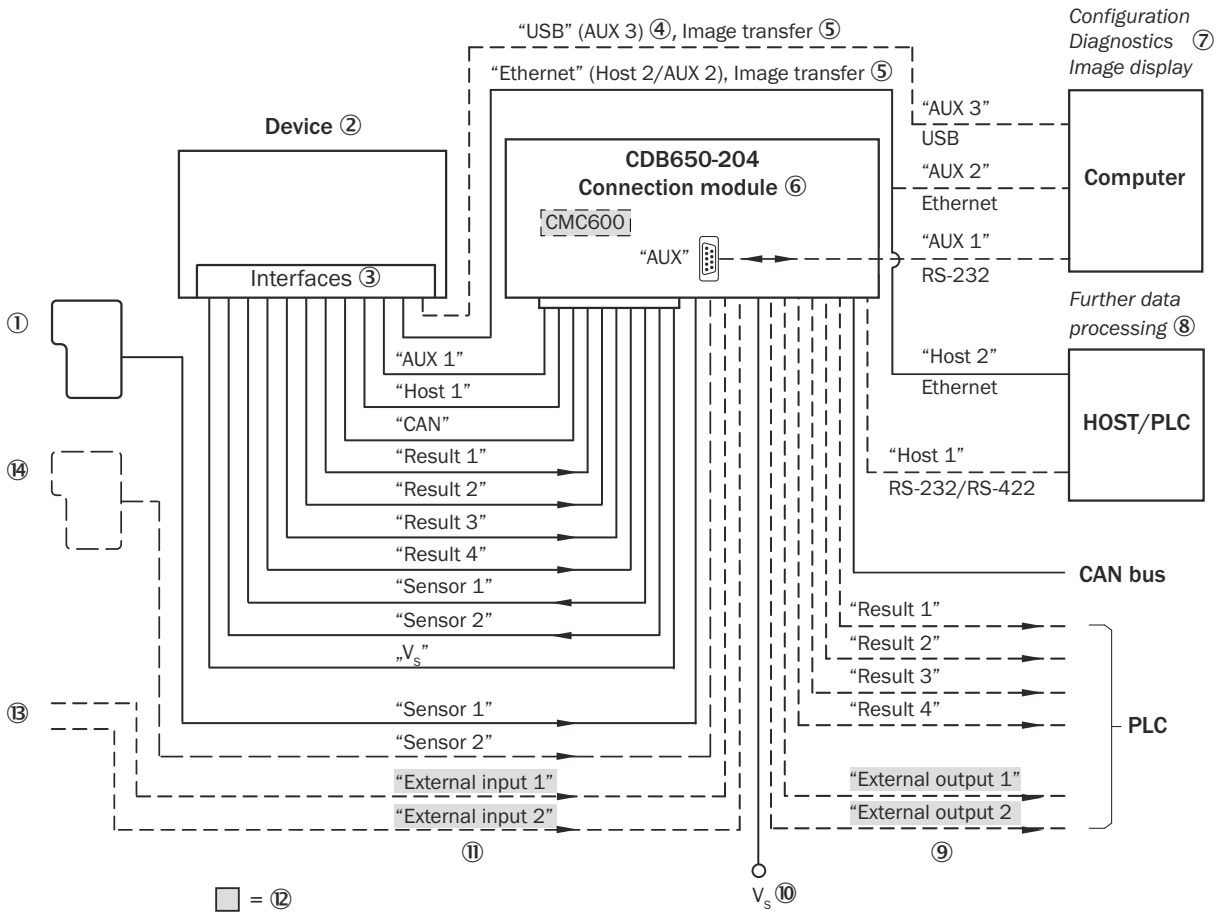 “USB” (AUX 3) ④, Image transfer ⑤
“Ethernet” (Host 2/AUX 2), Image transfer ⑤
Configuration
Diagnostics ⑦
Image display
Device ②
CDB650-204
Connection module ⑥
CMC600
“AUX”
Interfaces ③
“AUX 3”
USB
“AUX 2”
Ethernet
“AUX 1”
RS-232
Computer
Further data
processing ⑧
“Host 2”
Ethernet
HOST/PLC
“Host 1”
RS-232/RS-422
①
⑭
⑬
“AUX 1”
“Host 1”
“CAN”
“Result 1”
“Result 2”
“Result 3”
“Result 4”
“Sensor 1”
“Sensor 2”
„Vs”
“Sensor 1”
“Sensor 2”
“External input 1”
“External input 2”
⑪
CAN bus
“Result 1”
“Result 2”
“Result 3”
“Result 4”
PLC
“External output 1”
“External output 2
⑨
Vs ⑩
= ⑫